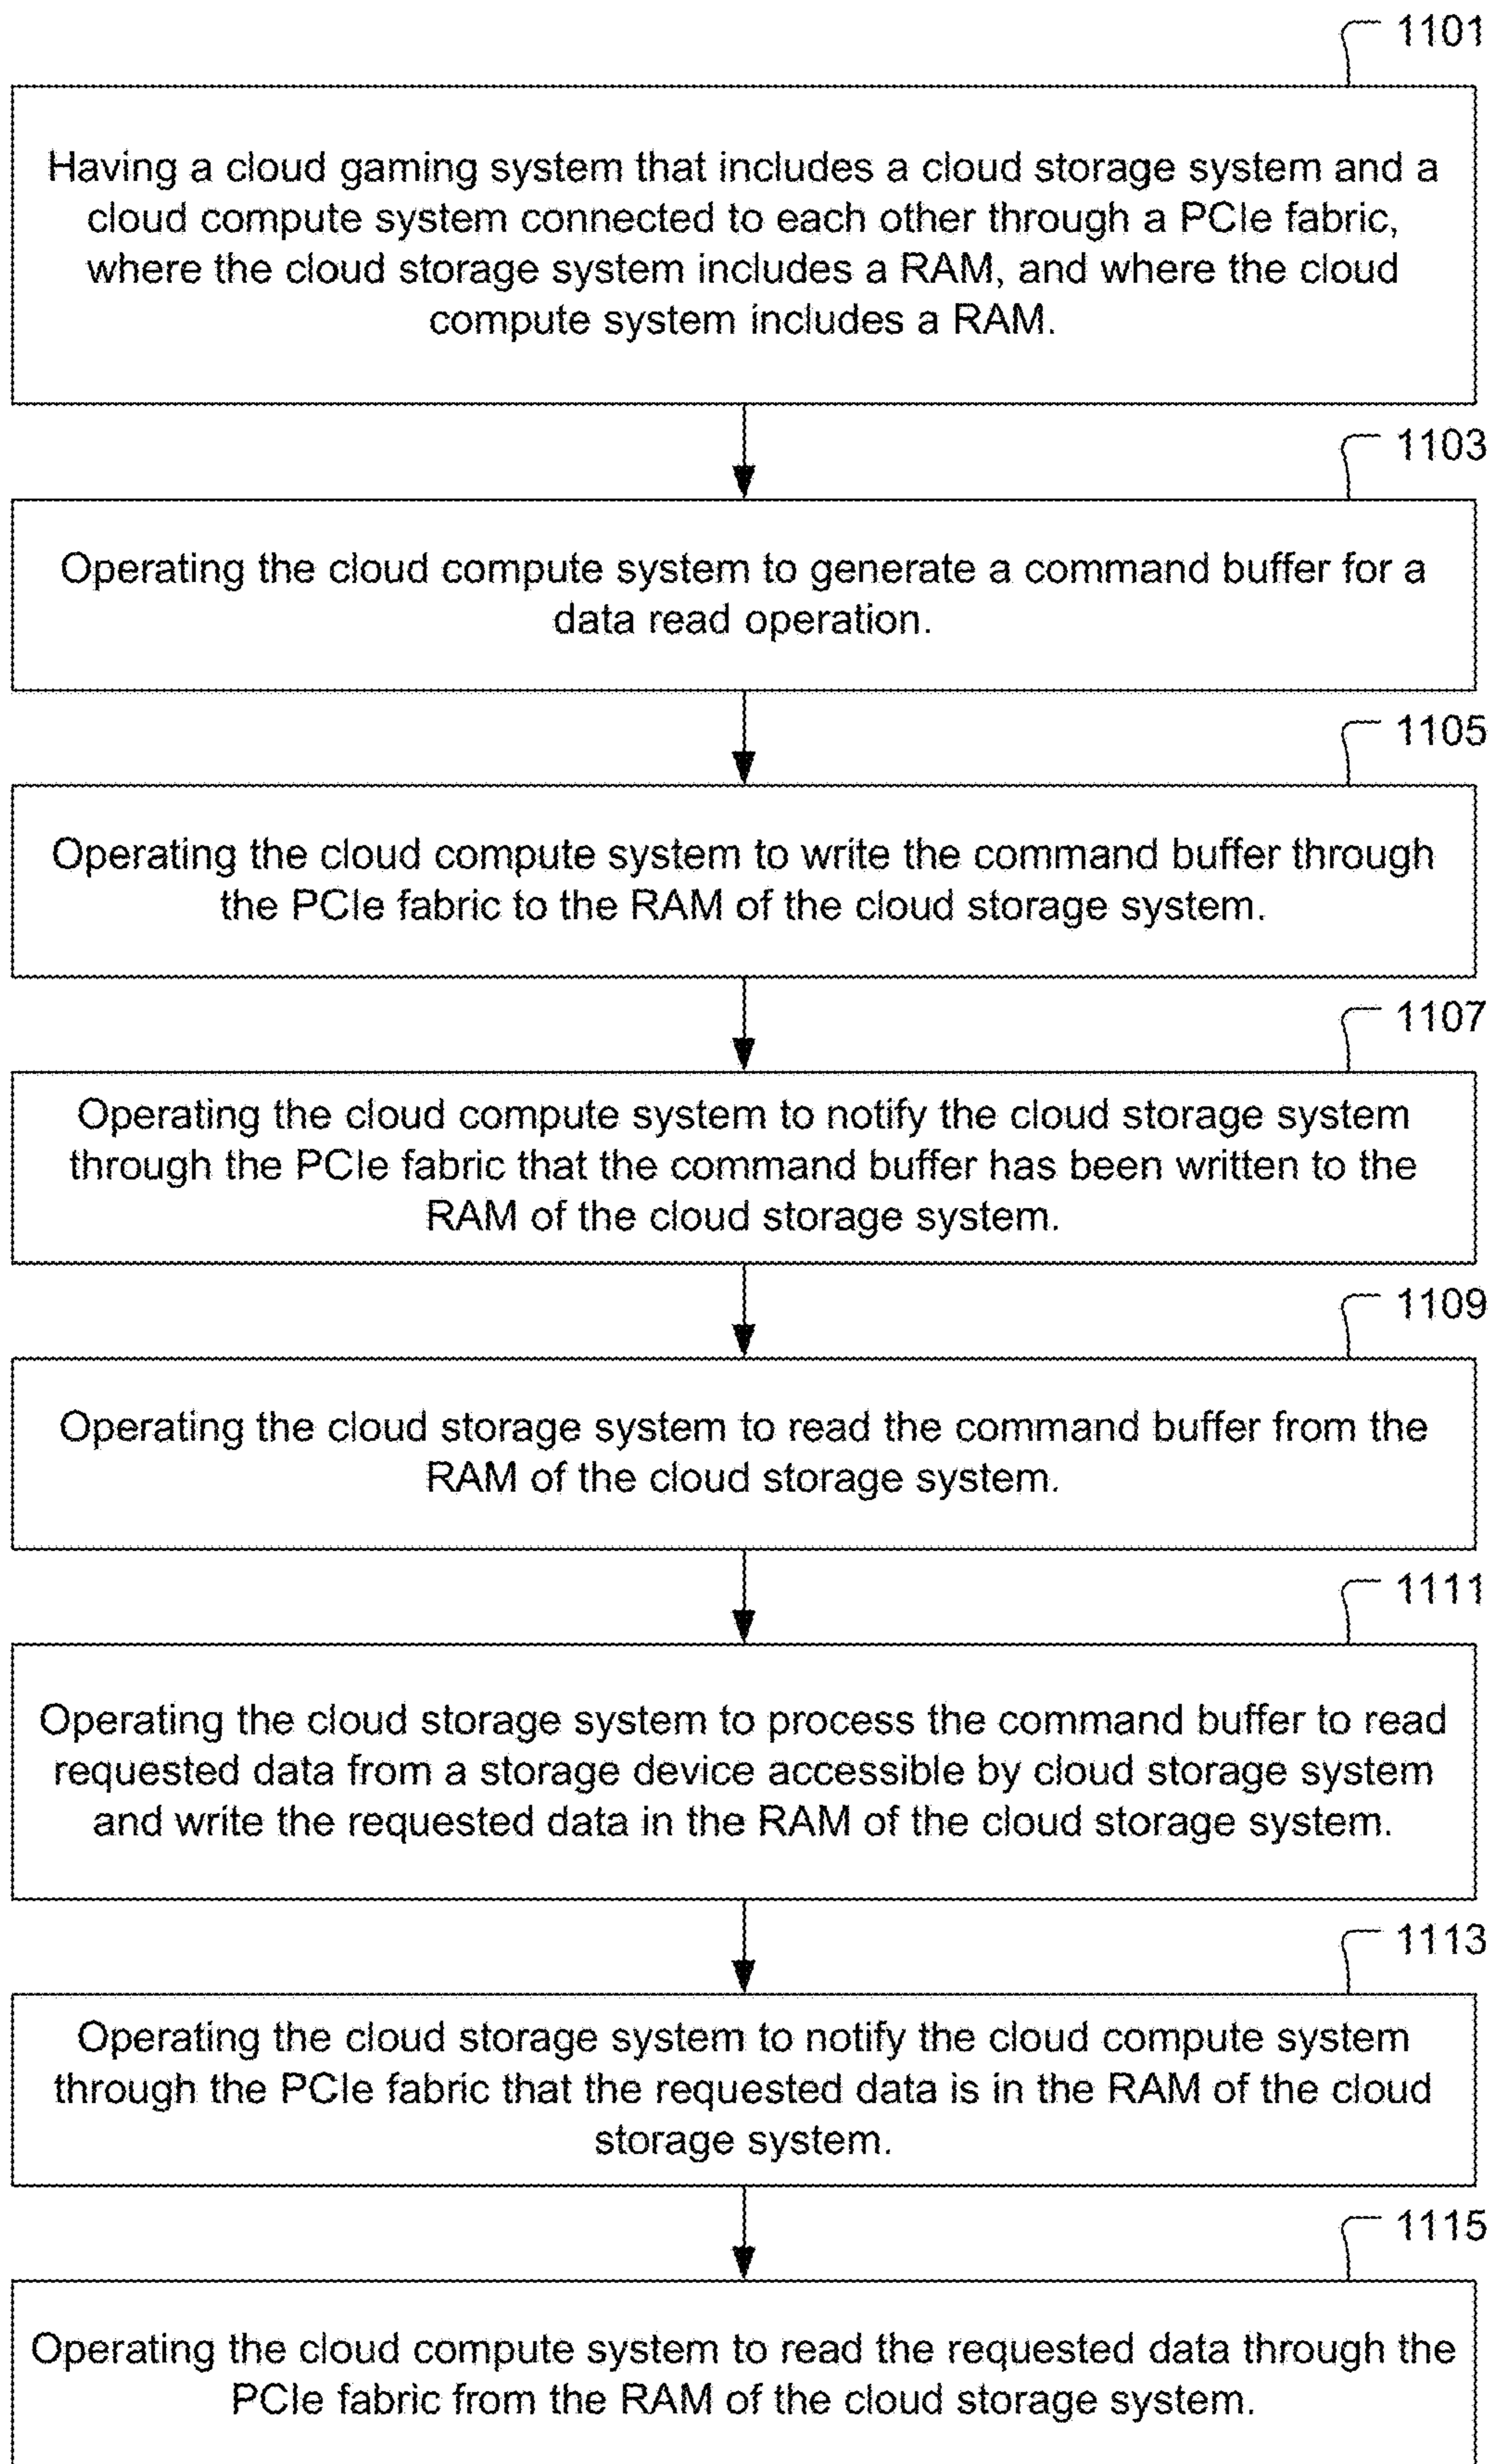 1101
Having a cloud gaming system that includes a cloud storage system and a
cloud compute system connected to each other through a PCIe fabric,
where the cloud storage system includes a RAM, and where the cloud
compute system includes a RAM.
1103
Operating the cloud compute system to generate a command buffer for a
data read operation.
1105
Operating the cloud compute system to write the command buffer through
the PCIe fabric to the RAM of the cloud storage system.
1107
Operating the cloud compute system to notify the cloud storage system
through the PCIe fabric that the command buffer has been written to the
RAM of the cloud storage system.
1109
Operating the cloud storage system to read the command buffer from the
RAM of the cloud storage system.
1111
Operating the cloud storage system to process the command buffer to read
requested data from a storage device accessible by cloud storage system
and write the requested data in the RAM of the cloud storage system.
1113
Operating the cloud storage system to notify the cloud compute system
through the PCIe fabric that the requested data is in the RAM of the cloud
storage system.
1115
Operating the cloud compute system to read the requested data through the
PCIe fabric from the RAM of the cloud storage system.